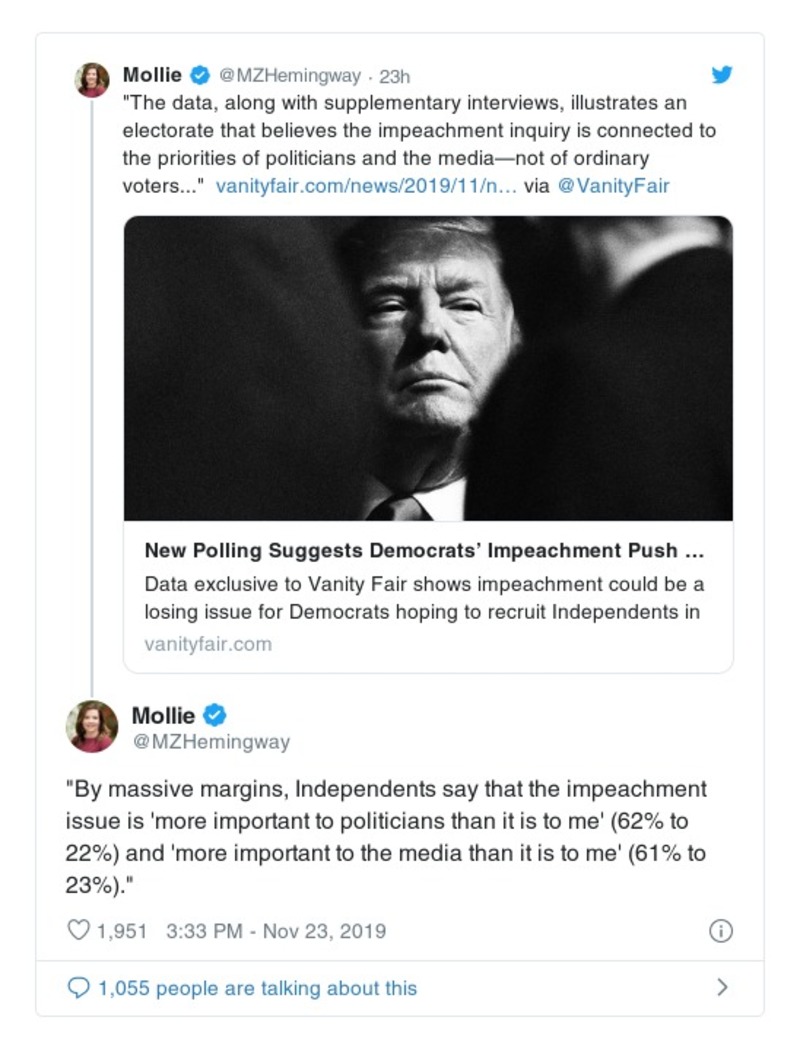 Mollie @MZHemingway · 23h
"The data, along with supplementary interviews, illustrates an
electorate that believes the impeachment inquiry is connected to
the priorities of politicians and the media—not of ordinary
voters..." vanityfair.com/news/2019/11/n... via @VanityFair
New Polling Suggests Democrats’ Impeachment Push ...
Data exclusive to Vanity Fair shows impeachment could be a
losing issue for Democrats hoping to recruit Independents in
vanityfair.com
Mollie
@MZHemingway
"By massive margins, Independents say that the impeachment
issue is 'more important to politicians than it is to me' (62% to
22%) and 'more important to the media than it is to me' (61% to
23%)."
1,951 3:33 PM - Nov 23, 2019
1,055 people are talking about this